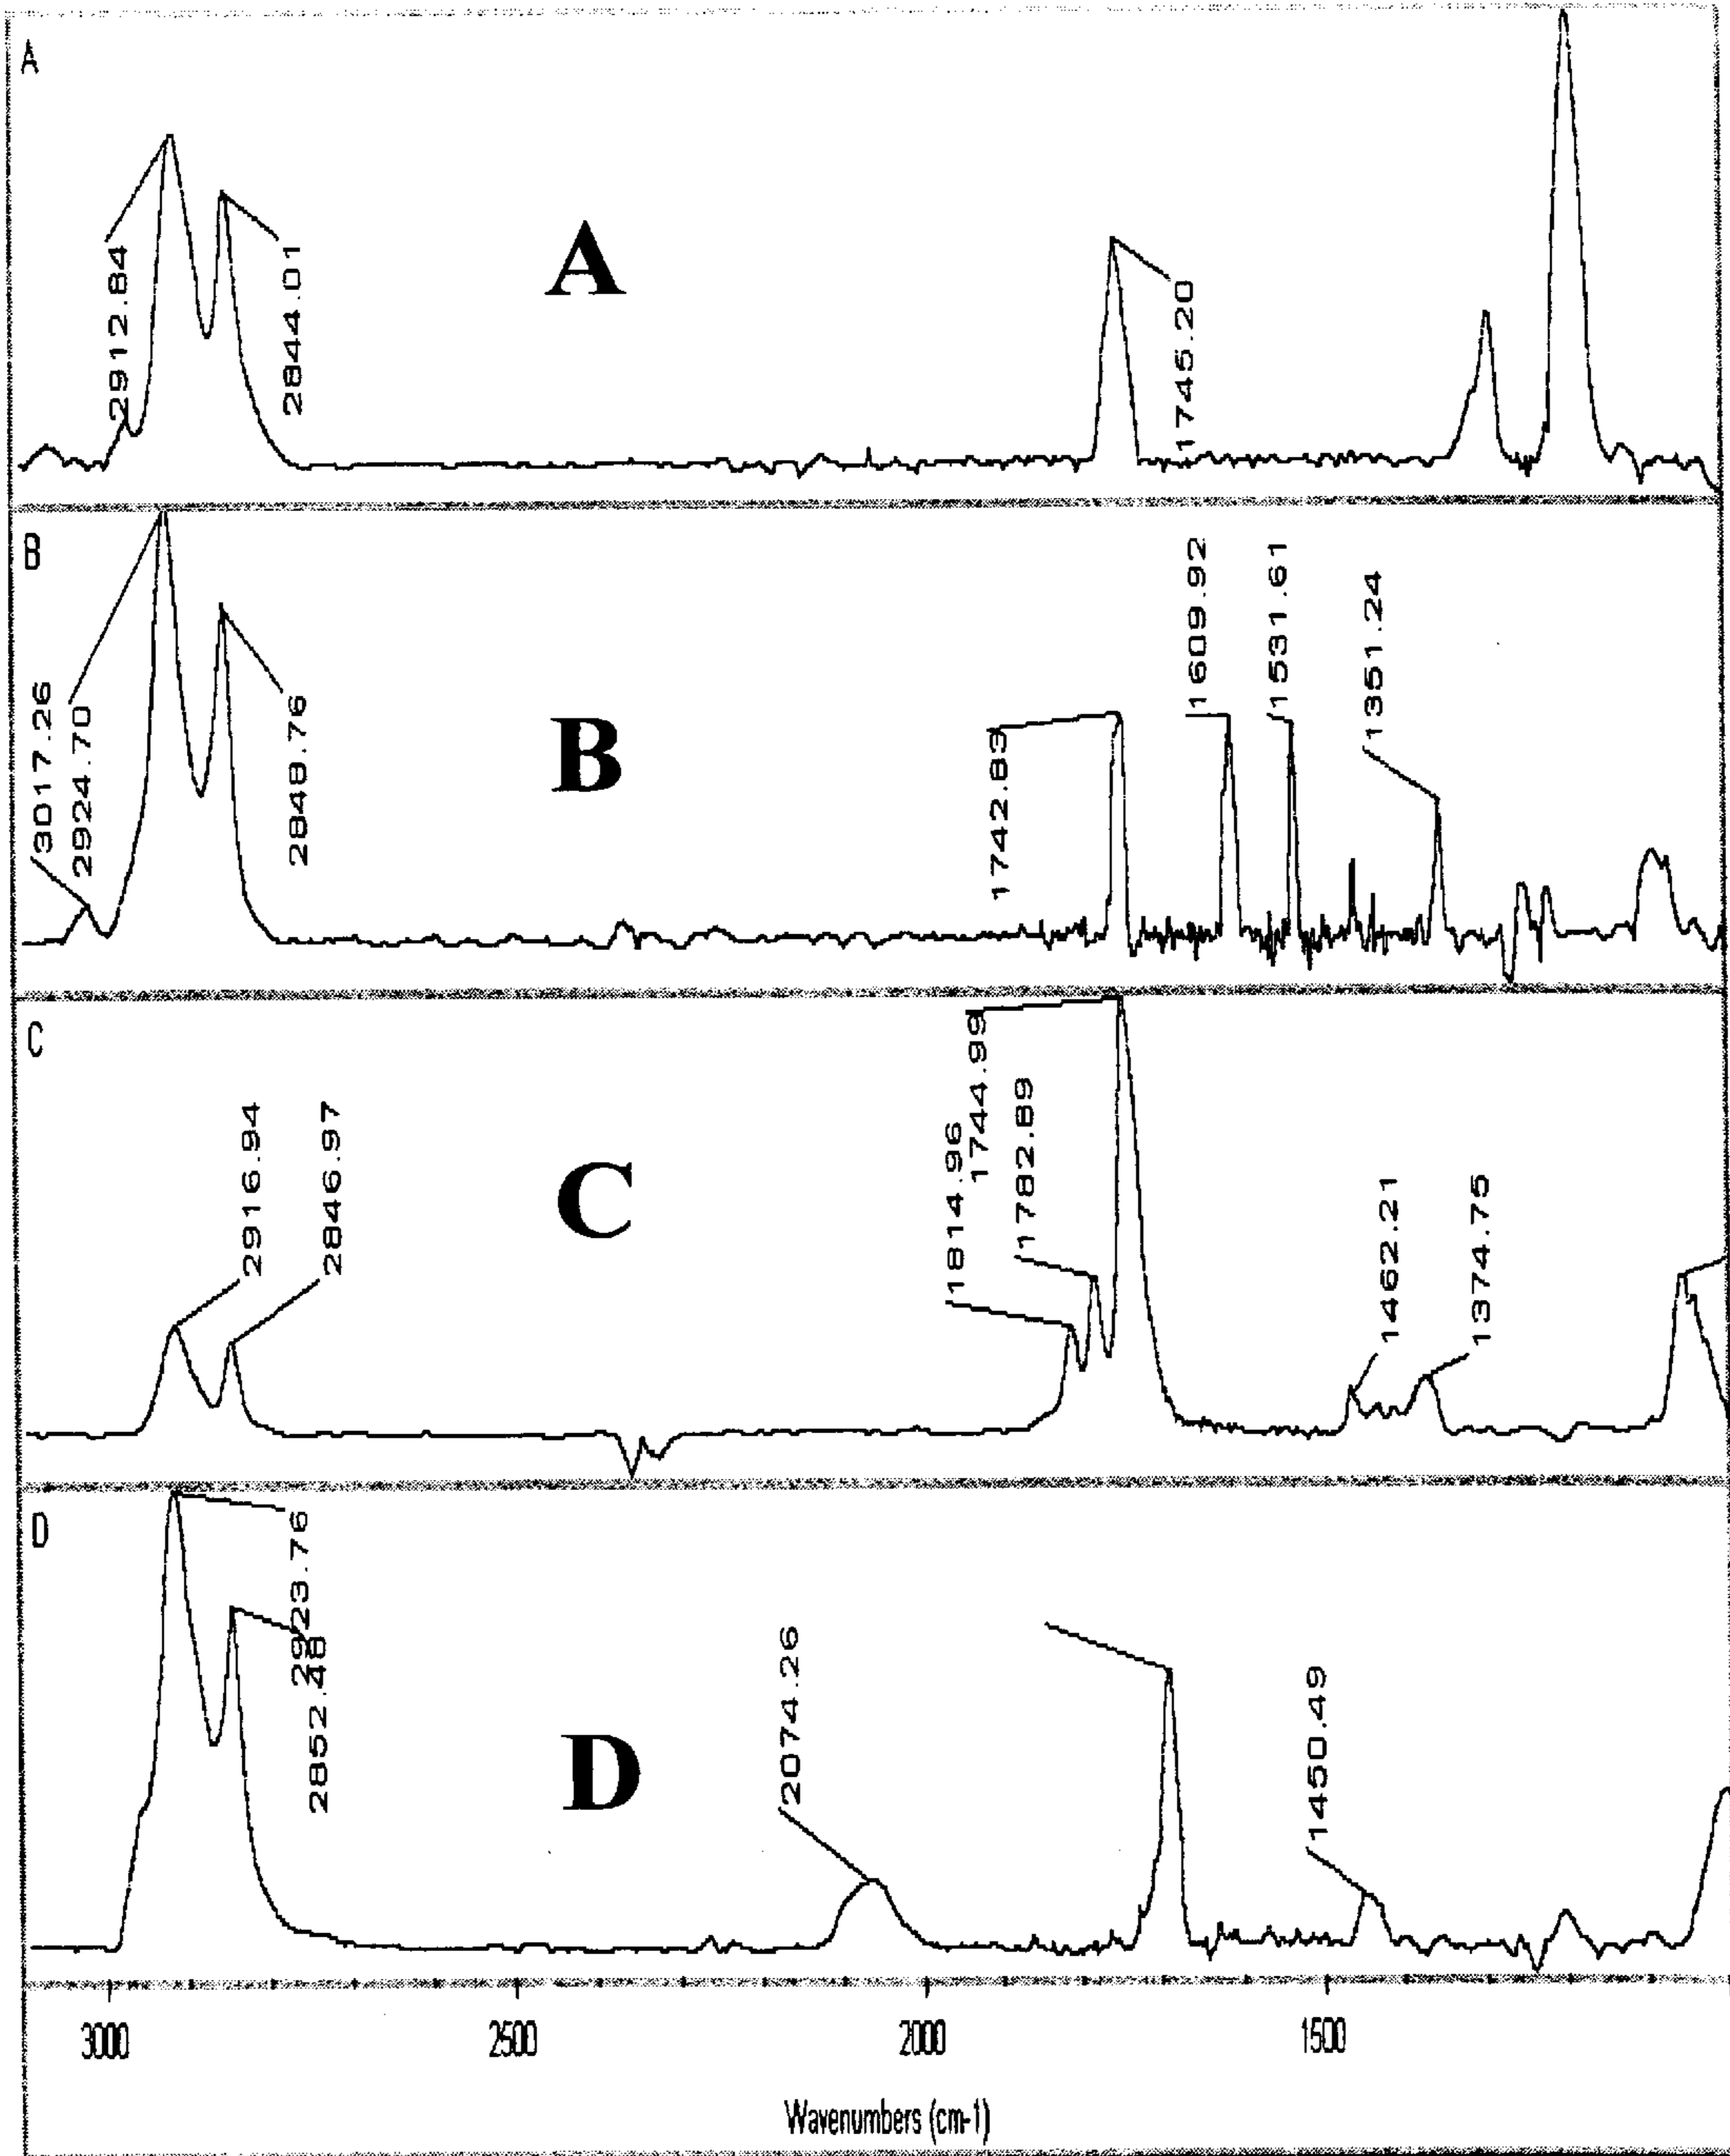 A
A
2912.84
2844.01
1745.20
B
B
3017.26
2924.70
2848.76
1742.83
1609.92
1531.61
1351.24
C
C
2916.94
2846.97
1814.96
1744.99
1782.89
1462.21
1374.75
D
D
2923.76
2852.48
2074.26
1450.49
3000
2500
2000
1500
Wavenumbers (cm-1)